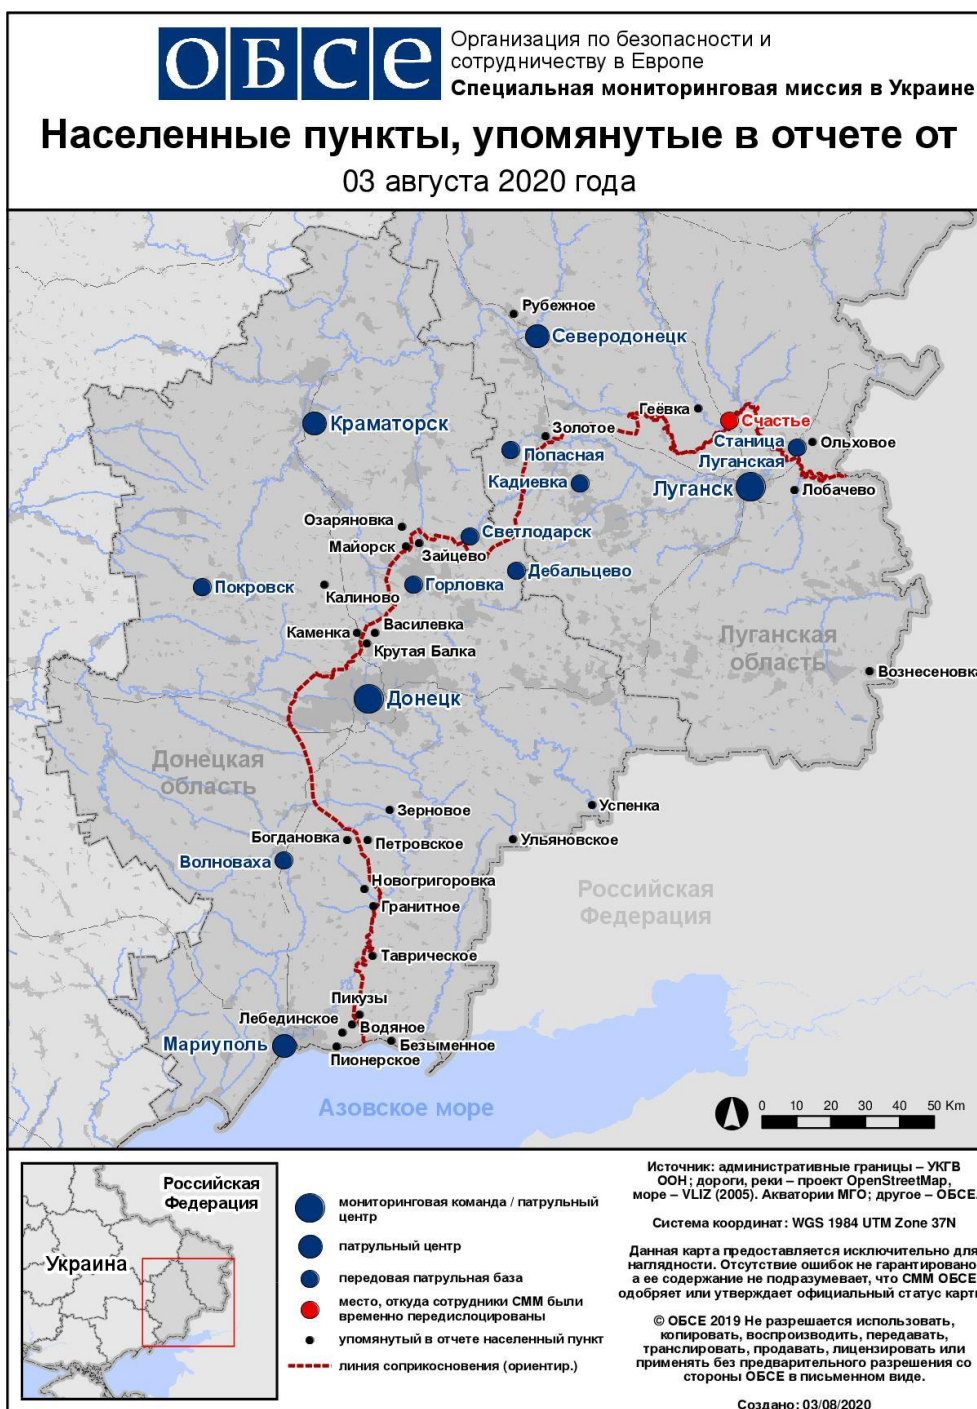 ОБСЕ
Организация по безопасности и
сотрудничеству в Европе
Специальная мониторинговая миссия в Украине
Населенные пункты, упомянутые в отчете от
03 августа 2020 года
Рубежное
Северодонецк
Геёвка
Счастье
Краматорск
Золотое
Станица
Луганская
Ольховое
Попасная
Кадиевка
Луганск
Лобачево
Озаряновка
Светлодарск
Майорск
Зайцево
Дебальцево
Покровск
Горловка
Калиново
Каменка
Василевка
Крутая Балка
Луганская
область
Вознесеновка
Донецк
Донецкая
область
Зерновое
Успенка
Богдановка
Петровское
Ульяновское
Волноваха
Новогригоровка
Российская
Федерация
Гранитное
Таврическое
Пикузы
Лебединское
Водяное
Мариуполь
Безыменное
Пионерское
Азовское море
0 10 20 30 40 50 Km
Российская
Федерация
Украина
мониторинговая команда / патрульный
центр
патрульный центр
передовая патрульная база
место, откуда сотрудники СММ были
временно передислоцированы
упомянутый в отчете населенный пункт
линия соприкосновения (ориентир.)
Источник: административные границы – УКГВ
ООН; дороги, реки – проект OpenStreetMap,
море – VLIZ (2005). Акватории МГО; другое – ОБСЕ.
Система координат: WGS 1984 UTM Zone 37N
Данная карта предоставляется исключительно для
наглядности. Отсутствие ошибок не гарантировано,
а ее содержание не подразумевает, что СММ ОБСЕ
одобряет или утверждает официальный статус карты
© ОБСЕ 2019 Не разрешается использовать,
копировать, воспроизводить, передавать,
транслировать, продавать, лицензировать или
применять без предварительного разрешения со
стороны ОБСЕ в письменном виде.
Создано: 03/08/2020